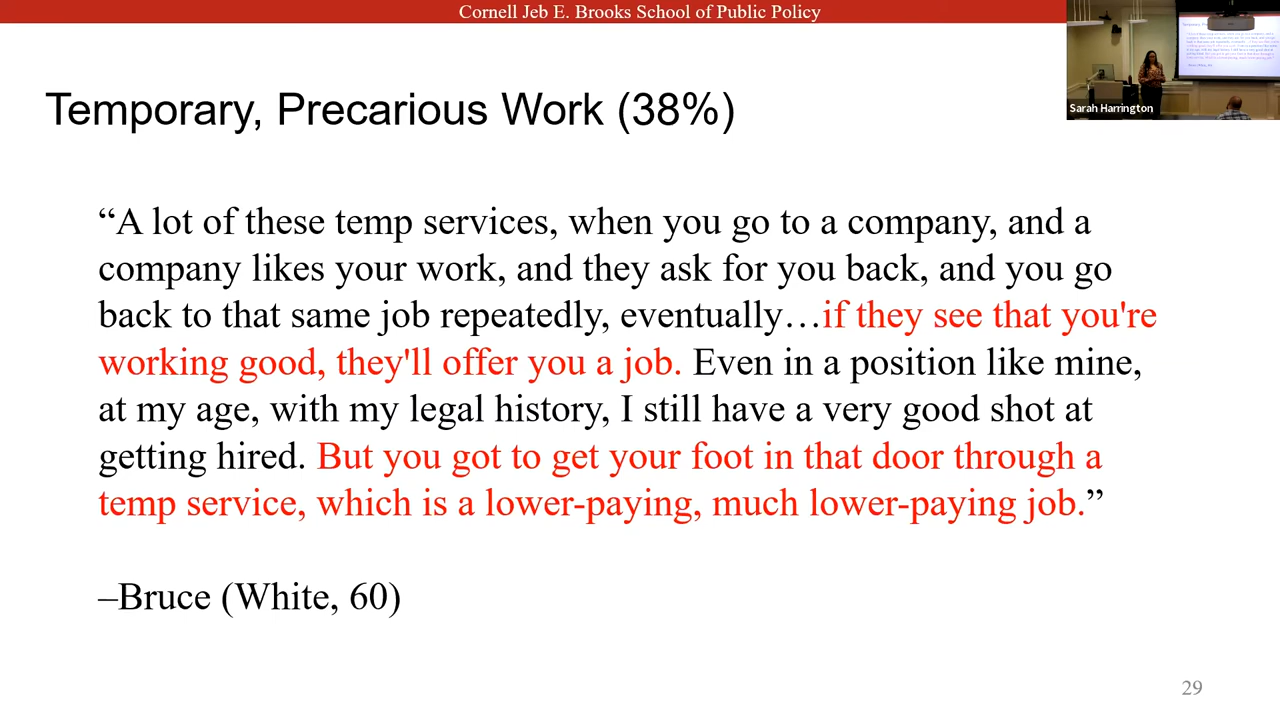 Cornell Jeb E. Brooks School of Public Policy
Sarah Harrington
Temporary, Precarious Work (38%)
“A lot of these temp services, when you go to a company, and a
company likes your work, and they ask for you back, and you go
back to that same job repeatedly, eventually…if they see that you're
working good, they'll offer you a job. Even in a position like mine,
at my age, with my legal history, I still have a very good shot at
getting hired. But you got to get your foot in that door through a
temp service, which is a lower-paying, much lower-paying job.”
–Bruce (White, 60)
29